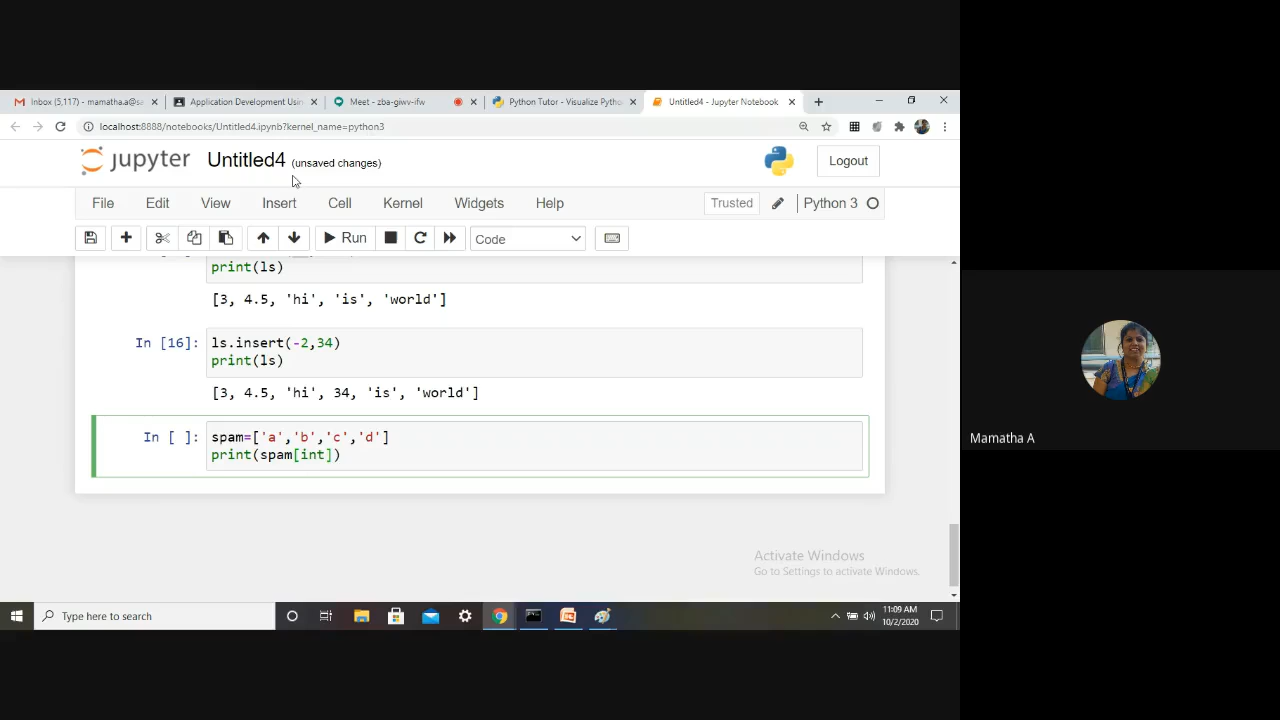 Inbox (5,117) - mamatha.a@sa
Application Development Usin
Meet - zba-giwv-ifw
Python Tutor - Visualize Pytho
Untitled4 - Jupyter Notebook
localhost:8888/notebooks/Untitled4.ipynb?kernel_name=python3
jupyter Untitled4 (unsaved changes)
Logout
File Edit View Insert Cell Kernel Widgets Help Trusted Python 3
Run Code
print(ls)
[3, 4.5, 'hi', 'is', 'world']
In [16]: ls.insert(-2,34)
print(ls)
[3, 4.5, 'hi', 34, 'is', 'world']
In [ ]: spam=['a','b','c','d']
print(spam[int])
Mamatha A
Activate Windows
Go to Settings to activate Windows.
Type here to search
11:09 AM
10/2/2020